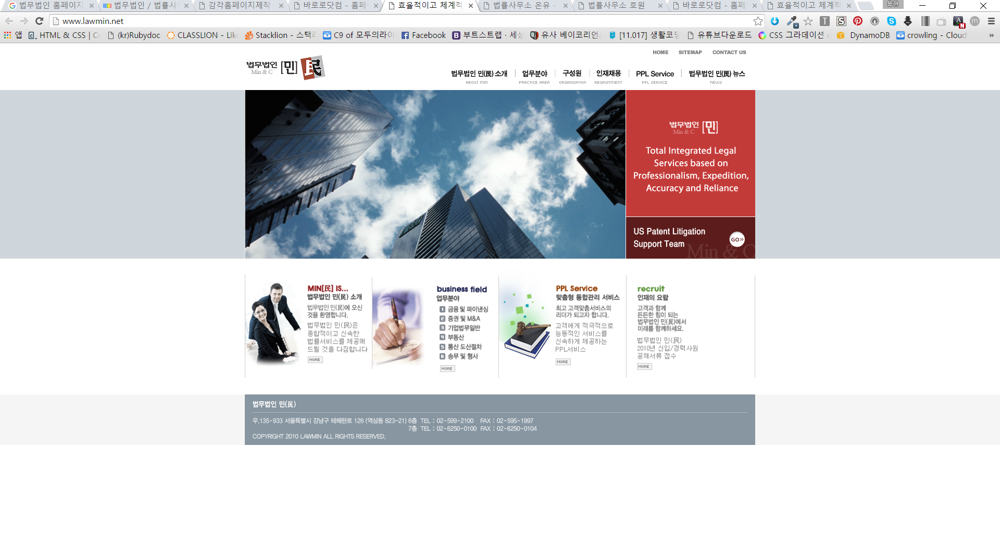 법무법인 홈페이지
법무법인 / 법률사무
감각홈페이지제작
바로로닷컴 - 홈페
효율적이고 체계적
법률사무소 온유 -
법률사무소 호원
바로로닷컴 - 홈페
효율적이고 체계적
용현
www.lawmin.net
앱
HTML & CSS | C
(kr)Rubydoc
CLASSLION - Like
Stacklion - 스택
C9 of 모두의라이
Facebook
부트스트랩 · 세상
유사 베이코리언
[11.017] 생활코딩
유튜브다운로드
CSS 그라데이션
DynamoDB
crowling - Cloud
HOME SITEMAP CONTACT US
법무법인 [민] 民
Min & C
법무법인 민(民) 소개 업무분야 구성원 인재채용 PPL Service 법무법인 민(民) 뉴스
ABOUT MIN PRACTICE AREA ORGANIZATION REQRUITMENT PPL SERVICE NEWS
법무법인 [민]
Min & C
Total Integrated Legal
Services based on
Professionalism, Expedition,
Accuracy and Reliance
US Patent Litigation
Support Team
GO»
Min & C
MIN[民] IS...
법무법인 민(民) 소개
법무법인 민(民)에 오신
것을 환영합니다.
법무법인 민(民)은
종합적이고 신속한
법률서비스를 제공해
드릴 것을 다짐합니다
MORE
business field
업무분야
1 금융 및 파이낸싱
2 증권 및 M&A
3 기업법무일반
4 부동산
5 통산 도산절차
6 송무 및 형사
MORE
PPL Service
맞춤형 통합관리 서비스
최고 고객맞춤서비스의
리더가 되고자 합니다.
고객에게 적극적으로
능동적인 서비스를
신속하게 제공하는
PPL서비스
MORE
recruit
인재의 요람
고객과 함께
든든한 힘이 되는
법무법인 민(民)에서
미래를 함께하세요.
법무법인 민(民)
2010년 신입/경력사원
공채서류 접수
MORE
법무법인 민(民)
우.135-933 서울특별시 강남구 테헤란로 126 (역삼동 823-21) 6층 TEL : 02-599-2100 FAX : 02-595-1997
7층 TEL : 02-6250-0100 FAX : 02-6250-0104
COPYRIGHT 2010 LAWMIN ALL RIGHTS RESERVED.